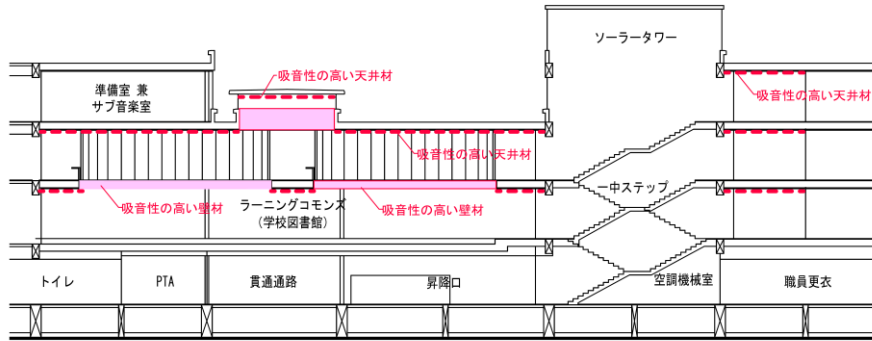 ソーラータワー
吸音性の高い天井材
準備室 兼
サブ音楽室
吸音性の高い天井材
吸音性の高い天井材
一中ステップ
吸音性の高い壁材
ラーニングコモンズ
(学校図書館)
吸音性の高い壁材
トイレ
PTA
貫通通路
昇降口
空調機械室
職員更衣